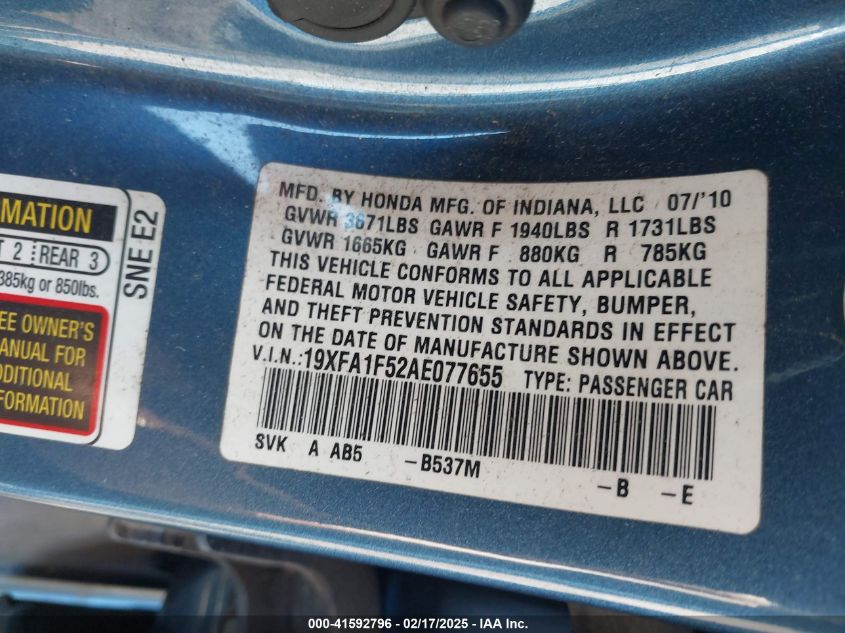 MFD. BY HONDA MFG. OF INDIANA, LLC 07/'10
GVWR 3671LBS GAWR F 1940LBS R 1731LBS
GVWR 1665KG GAWR F 880KG R 785KG
THIS VEHICLE CONFORMS TO ALL APPLICABLE
FEDERAL MOTOR VEHICLE SAFETY, BUMPER,
AND THEFT PREVENTION STANDARDS IN EFFECT
ON THE DATE OF MANUFACTURE SHOWN ABOVE.
V.I.N.:19XFA1F52AE077655 TYPE: PASSENGER CAR
SVK A AB5 -B537M -B -E
MATION
2 REAR 3
385kg or 850lbs.
EE OWNER'S
ANUAL FOR
DDITIONAL
FORMATION
SNE E2
000-41592796 - 02/17/2025 - IAA Inc.